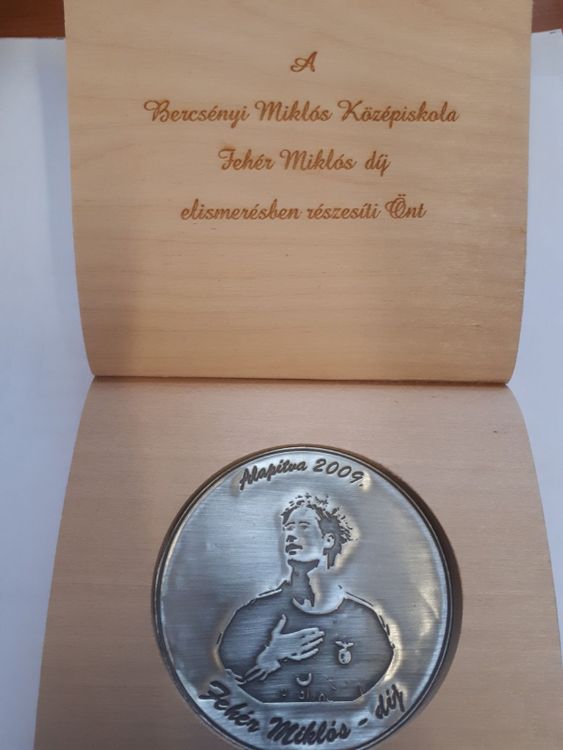 A
Bercsényi Miklós Középiskola
Fehér Miklós díj
elismerésben részesíti Önt
Alapítva 2009.
Fehér Miklós - díj